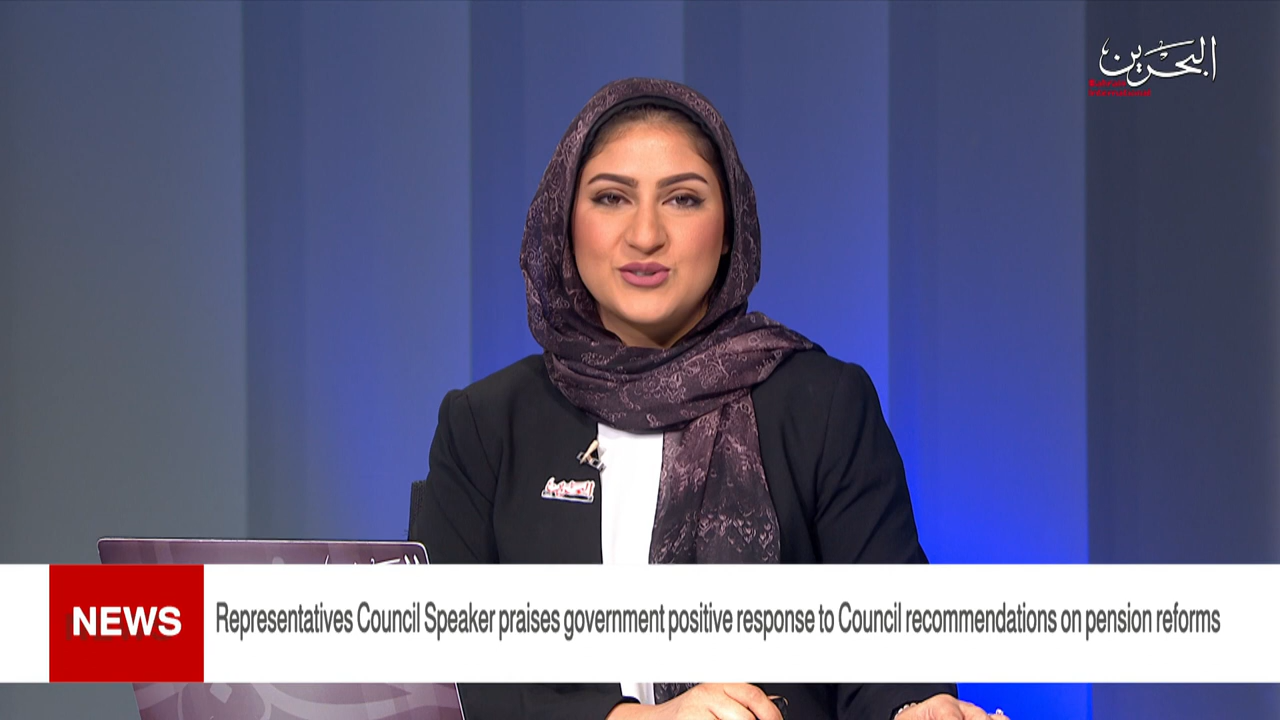 البحرين
NEWS
Representatives Council Speaker praises government positive response to Council recommendations on pension reforms